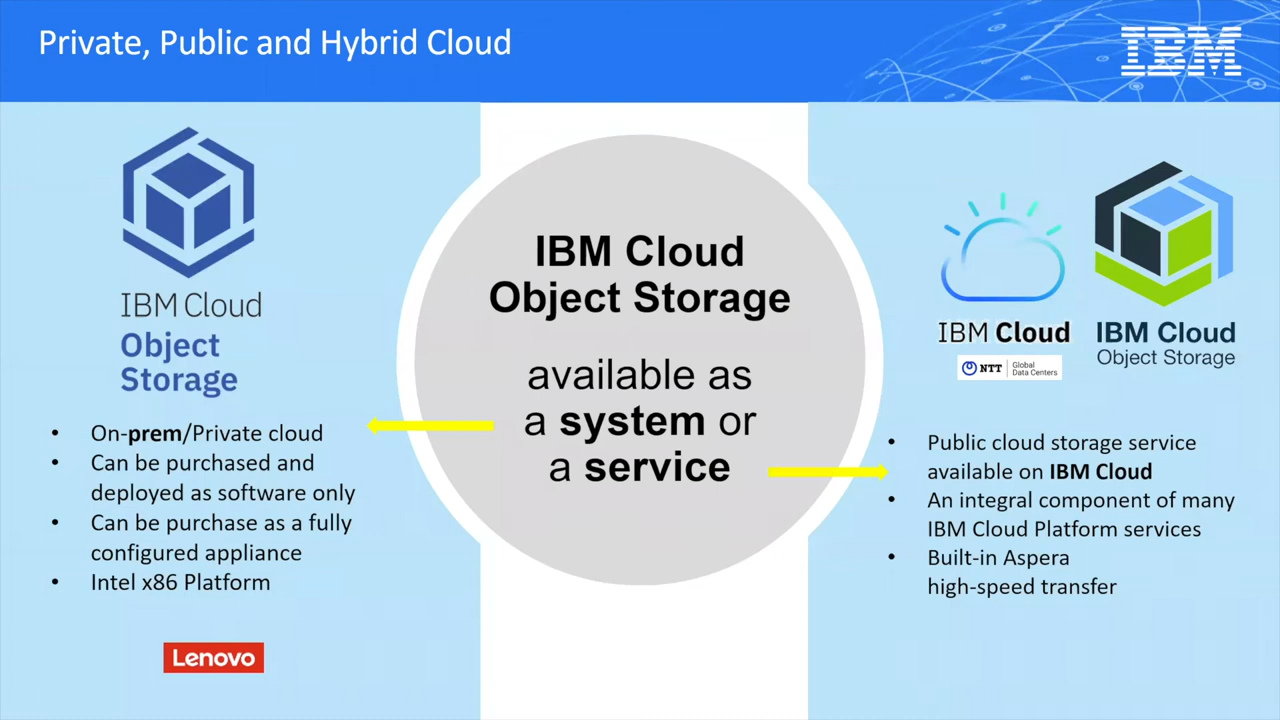 Private, Public and Hybrid Cloud
IBM
IBM Cloud
Object
Storage
• On-prem/Private cloud
• Can be purchased and
deployed as software only
• Can be purchase as a fully
configured appliance
• Intel x86 Platform
Lenovo
IBM Cloud
Object Storage
available as
a system or
a service
IBM Cloud
NTT Global
Data Centers
IBM Cloud
Object Storage
• Public cloud storage service
available on IBM Cloud
• An integral component of many
IBM Cloud Platform services
• Built-in Aspera
high-speed transfer